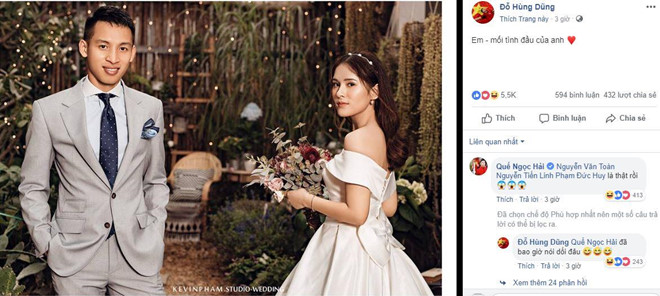 KEVINPHAM.STUDIO-WEDDING
Đỗ Hùng Dũng
Thích Trang này · 3 giờ ·
Em - mối tình đầu của anh ❤️
5,5K
594 bình luận 432 lượt chia sẻ
Thích Bình luận Chia sẻ
Liên quan nhất
Quế Ngọc Hải Nguyễn Văn Toàn
Nguyễn Tiến Linh Phạm Đức Huy là thật rồi
😱😱😱
413
Thích · Trả lời · 3 giờ
Đã chọn chế độ Phù hợp nhất nên một số câu trả
lời có thể bị lọc ra.
Đỗ Hùng Dũng Quế Ngọc Hải đã
bao giờ nói dối đâu 😅😅😅
243
Thích · Trả lời · 3 giờ
Xem thêm 24 phản hồi